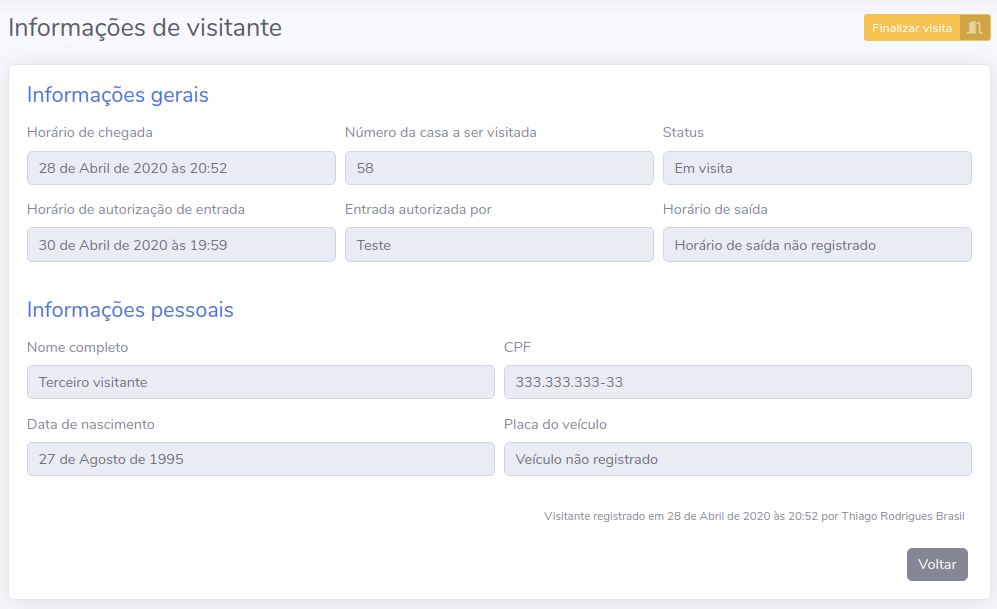 Informações de visitante
Finalizar visita
Informações gerais
Horário de chegada
Número da casa a ser visitada
Status
28 de Abril de 2020 às 20:52
58
Em visita
Horário de autorização de entrada
Entrada autorizada por
Horário de saída
30 de Abril de 2020 às 19:59
Teste
Horário de saída não registrado
Informações pessoais
Nome completo
CPF
Terceiro visitante
333.333.333-33
Data de nascimento
Placa do veículo
27 de Agosto de 1995
Veículo não registrado
Visitante registrado em 28 de Abril de 2020 às 20:52 por Thiago Rodrigues Brasil
Voltar